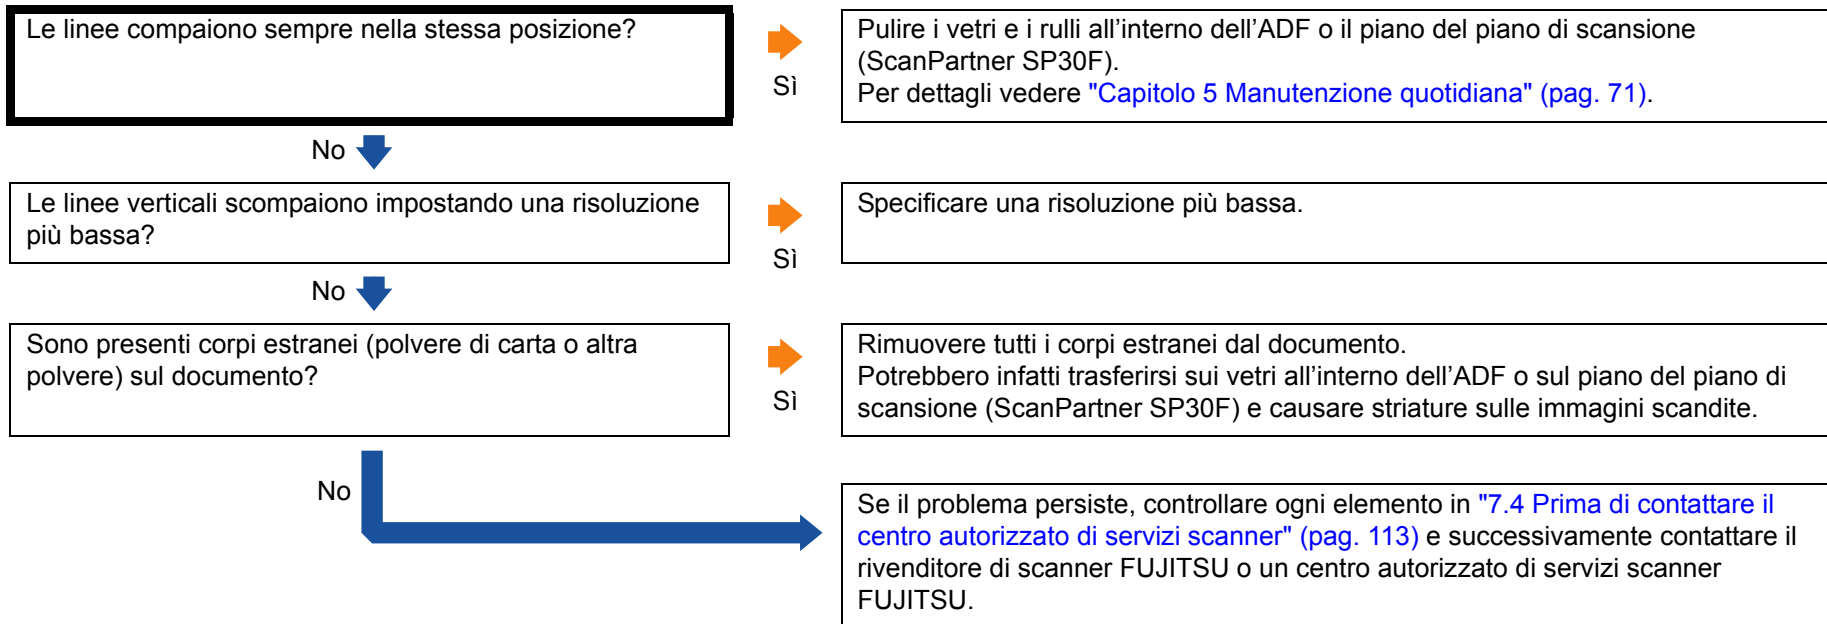 Le linee compaiono sempre nella stessa posizione?
Sì
Pulire i vetri e i rulli all'interno dell'ADF o il piano del piano di scansione
(ScanPartner SP30F).
Per dettagli vedere "Capitolo 5 Manutenzione quotidiana" (pag. 71).
No
Le linee verticali scompaiono impostando una risoluzione
più bassa?
Sì
Specificare una risoluzione più bassa.
No
Sono presenti corpi estranei (polvere di carta o altra
polvere) sul documento?
Sì
Rimuovere tutti i corpi estranei dal documento.
Potrebbero infatti trasferirsi sui vetri all'interno dell'ADF o sul piano del piano di
scansione (ScanPartner SP30F) e causare striature sulle immagini scandite.
No
Se il problema persiste, controllare ogni elemento in "7.4 Prima di contattare il
centro autorizzato di servizi scanner" (pag. 113) e successivamente contattare il
rivenditore di scanner FUJITSU o un centro autorizzato di servizi scanner
FUJITSU.